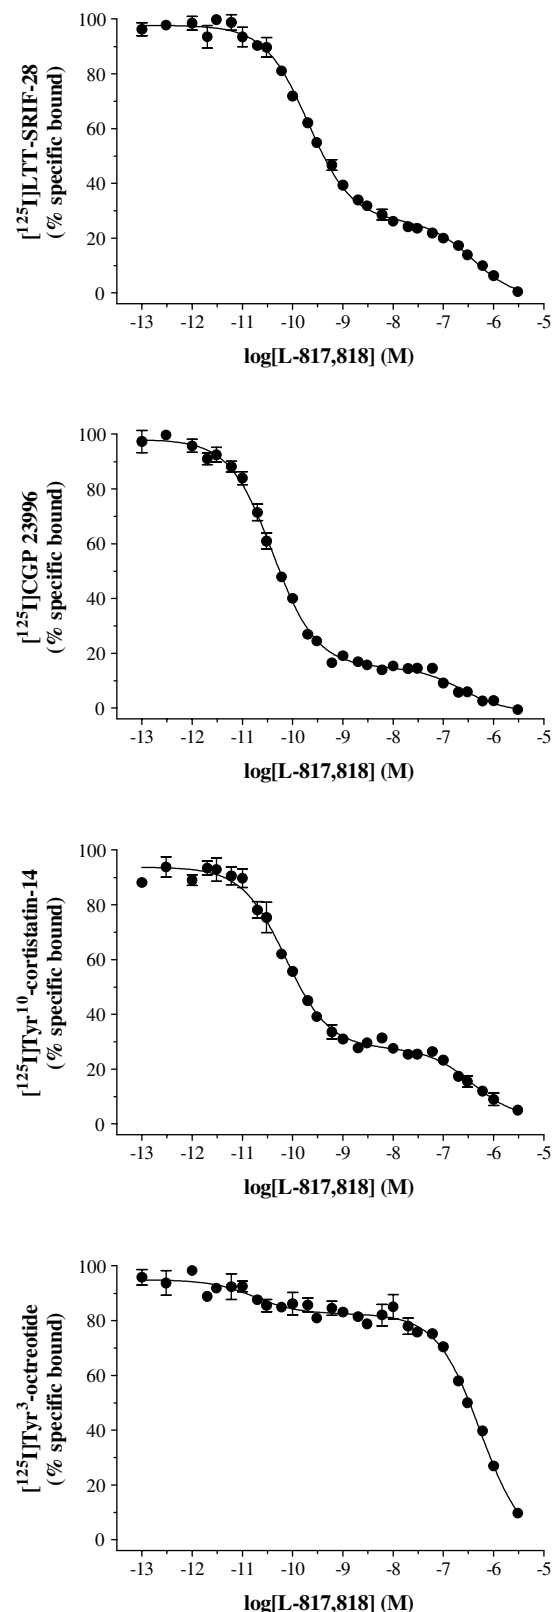 [¹²⁵I]LTT-SRIF-28
(% specific bound)
100
80
60
40
20
0
-13 -12 -11 -10 -9 -8 -7 -6 -5
log[L-817,818] (M)
[¹²⁵I]CGP 23996
(% specific bound)
100
80
60
40
20
0
-13 -12 -11 -10 -9 -8 -7 -6 -5
log[L-817,818] (M)
[¹²⁵I]Tyr¹⁰-cortistatin-14
(% specific bound)
100
80
60
40
20
0
-13 -12 -11 -10 -9 -8 -7 -6 -5
log[L-817,818] (M)
[¹²⁵I]Tyr³-octreotide
(% specific bound)
100
80
60
40
20
0
-13 -12 -11 -10 -9 -8 -7 -6 -5
log[L-817,818] (M)